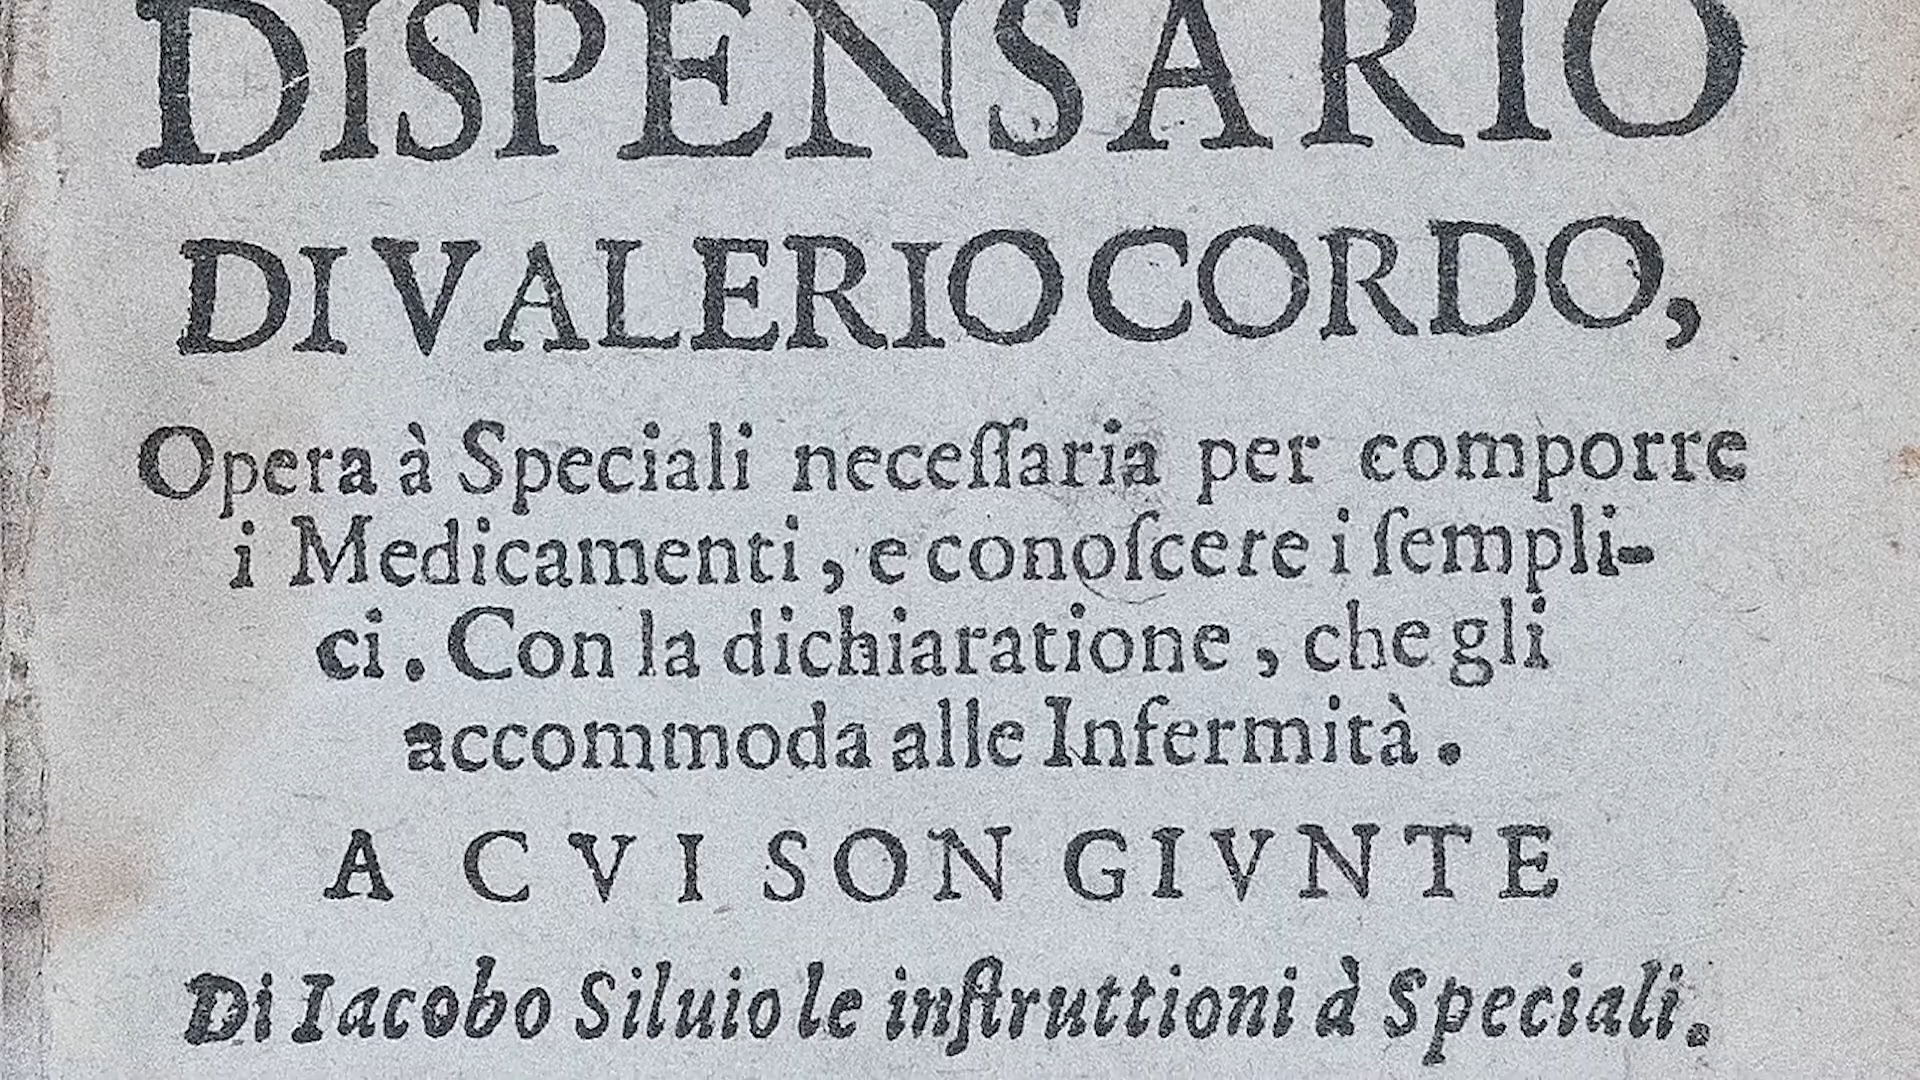 DISPENSARIO
DI VALERIO CORDO,
Opera à Speciali neceſſaria per comporre
i Medicamenti, e conoſcere i ſempli-
ci. Con la dichiaratione, che gli
accommoda alle Infermità.
A CVI SON GIVNTE
Di Iacobo Siluio le inſtruttioni à Speciali.